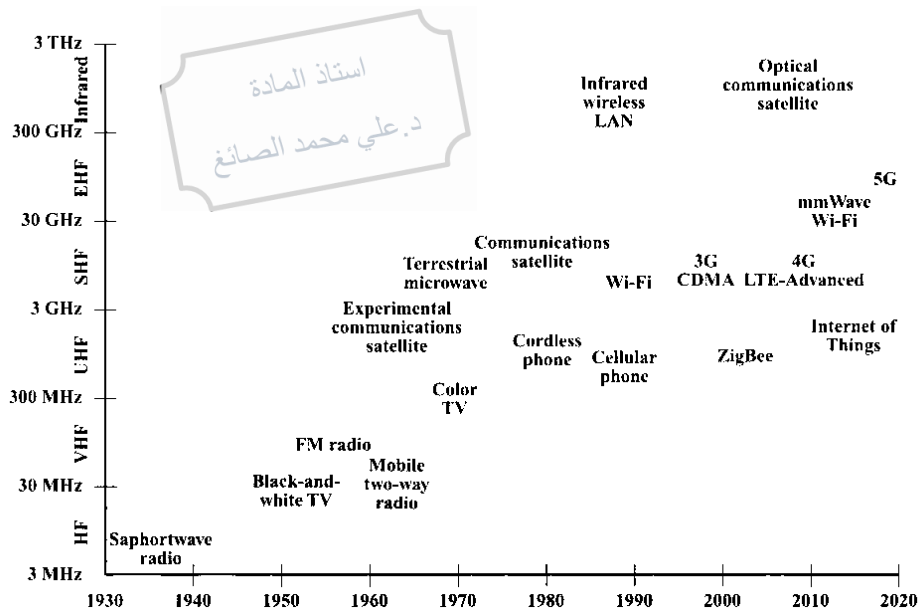 3 THz
Infrared
300 GHz
EHF
30 GHz
SHF
3 GHz
UHF
300 MHz
VHF
30 MHz
HF
3 MHz
استاذ المادة
د.علي محمد الصائغ
Infrared
wireless
LAN
Optical
communications
satellite
5G
mmWave
Wi-Fi
Communications
satellite
Terrestrial
microwave
Wi-Fi
3G
CDMA
4G
LTE-Advanced
Experimental
communications
satellite
Cordless
phone
Cellular
phone
ZigBee
Internet of
Things
Color
TV
FM radio
Black-and-
white TV
Mobile
two-way
radio
Saphortwave
radio
1930 1940 1950 1960 1970 1980 1990 2000 2010 2020